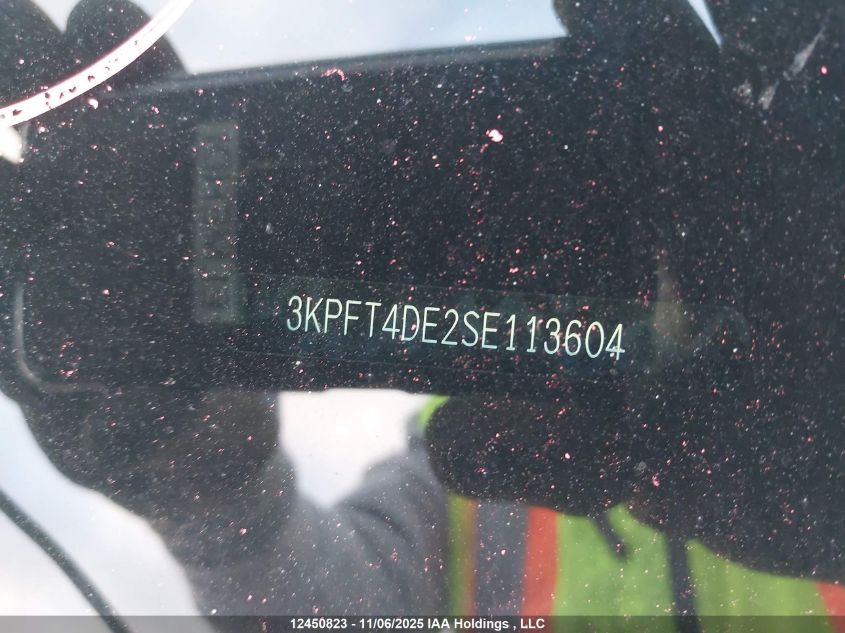 3KPFT4DE2SE113604
12450823 - 11/06/2025 IAA Holdings , LLC